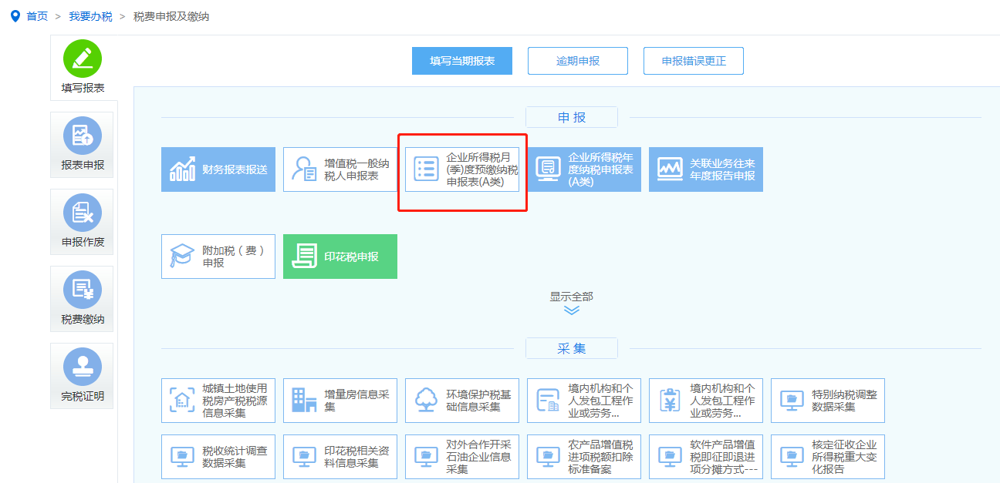 首页 > 我要办税 > 税费申报及缴纳
填写报表
报表申报
申报作废
税费缴纳
完税证明
填写当期报表
逾期申报
申报错误更正
申 报
财务报表报送
增值税一般纳
税人申报表
企业所得税月
(季)度预缴纳税
申报表(A类)
企业所得税年
度纳税申报表
(A类)
关联业务往来
年度报告申报
附加税（费）
申报
印花税申报
显示全部
采 集
城镇土地使用
税房产税税源
信息采集
增量房信息采
集
环境保护税基
础信息采集
境内机构和个
人发包工程作
业或劳务...
境内机构和个
人发包工程作
业或劳务...
特别纳税调整
数据采集
税收统计调查
数据采集
印花税相关资
料信息采集
对外合作开采
石油企业信息
采集
农产品增值税
进项税额扣除
标准备案
软件产品增值
税即征即退进
项分摊方式---
核定征收企业
所得税重大变
化报告